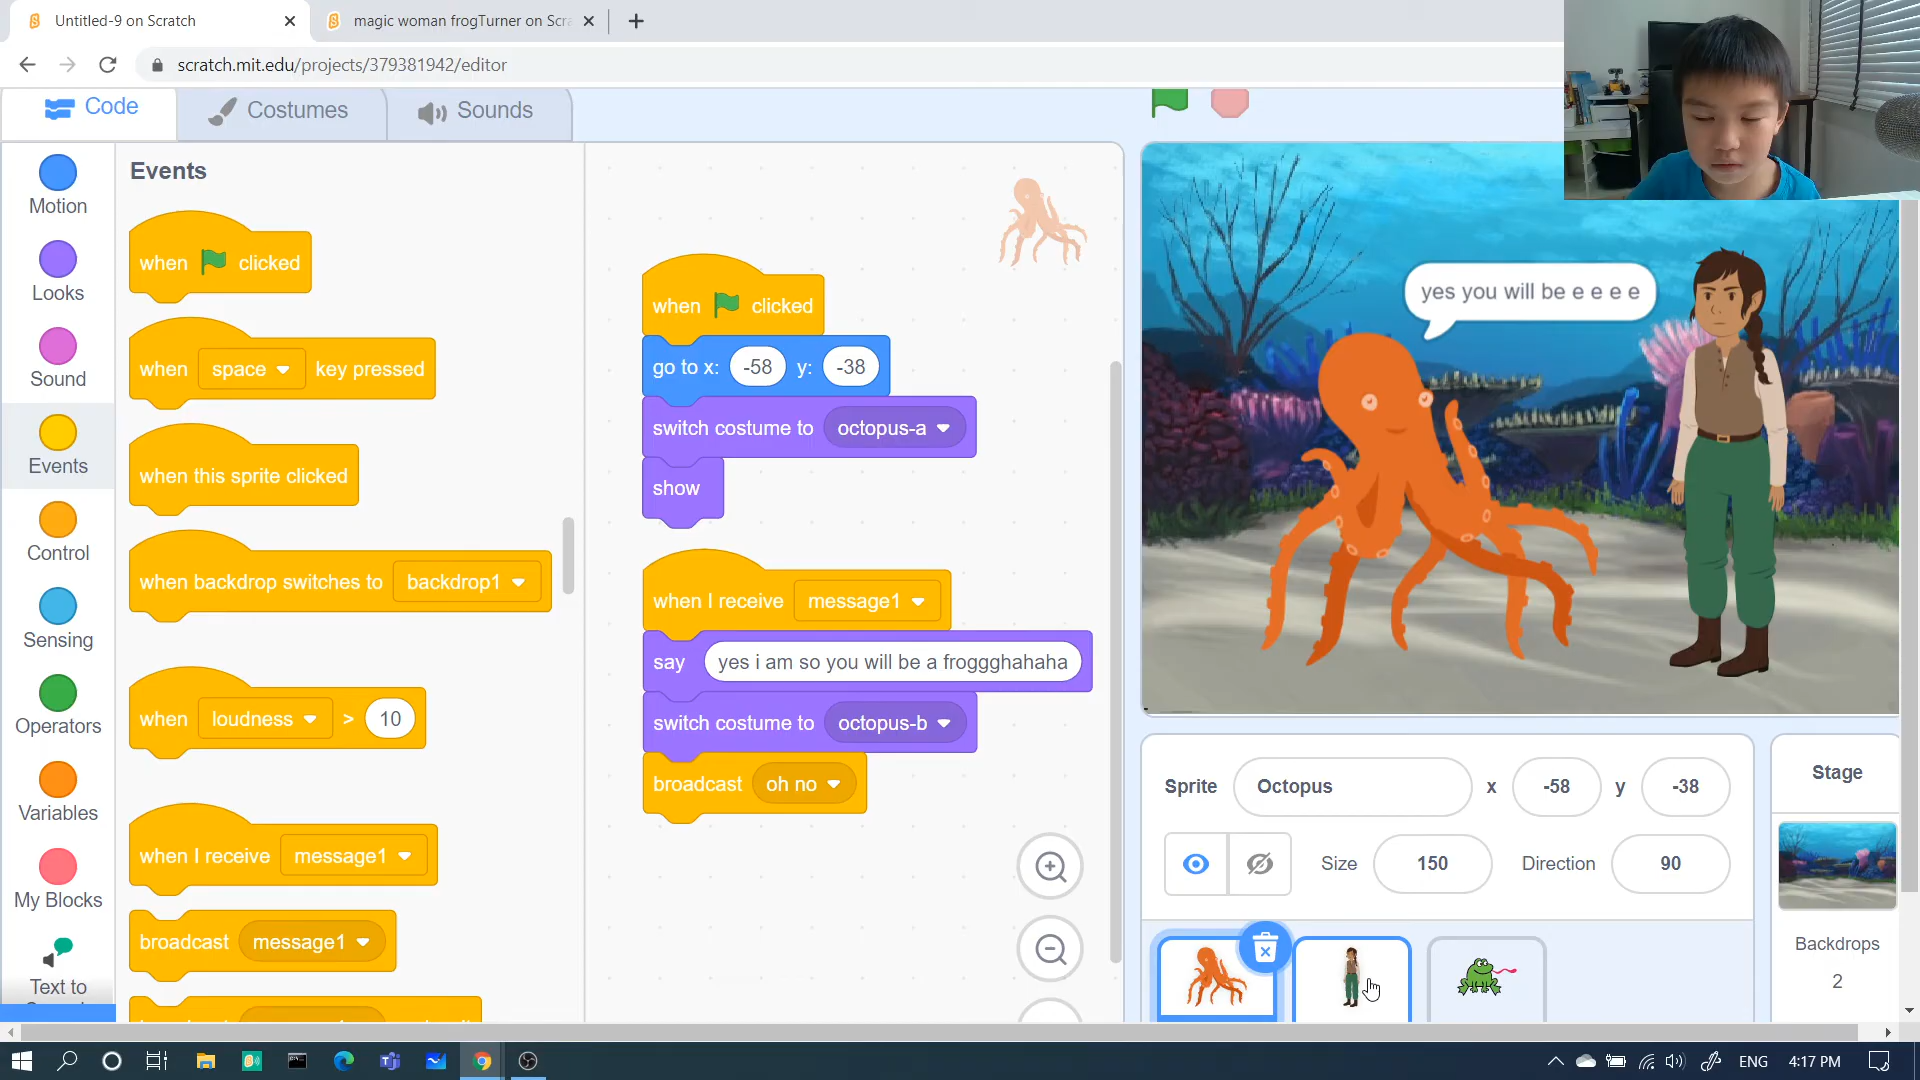 Untitled-9 on Scratch
magic woman frogTurner on Scra
scratch.mit.edu/projects/379381942/editor
Code
Costumes
Sounds
Motion
Looks
Sound
Events
Control
Sensing
Operators
Variables
My Blocks
Text to
Events
when clicked
when space key pressed
when this sprite clicked
when backdrop switches to backdrop1
when loudness > 10
when I receive message1
broadcast message1
when clicked
go to x: -58 y: -38
switch costume to octopus-a
show
when I receive message1
say yes i am so you will be a froggghahaha
switch costume to octopus-b
broadcast oh no
yes you will be e e e e
Sprite Octopus x -58 y -38
Size 150 Direction 90
Stage
Backdrops
2
ENG 4:17 PM